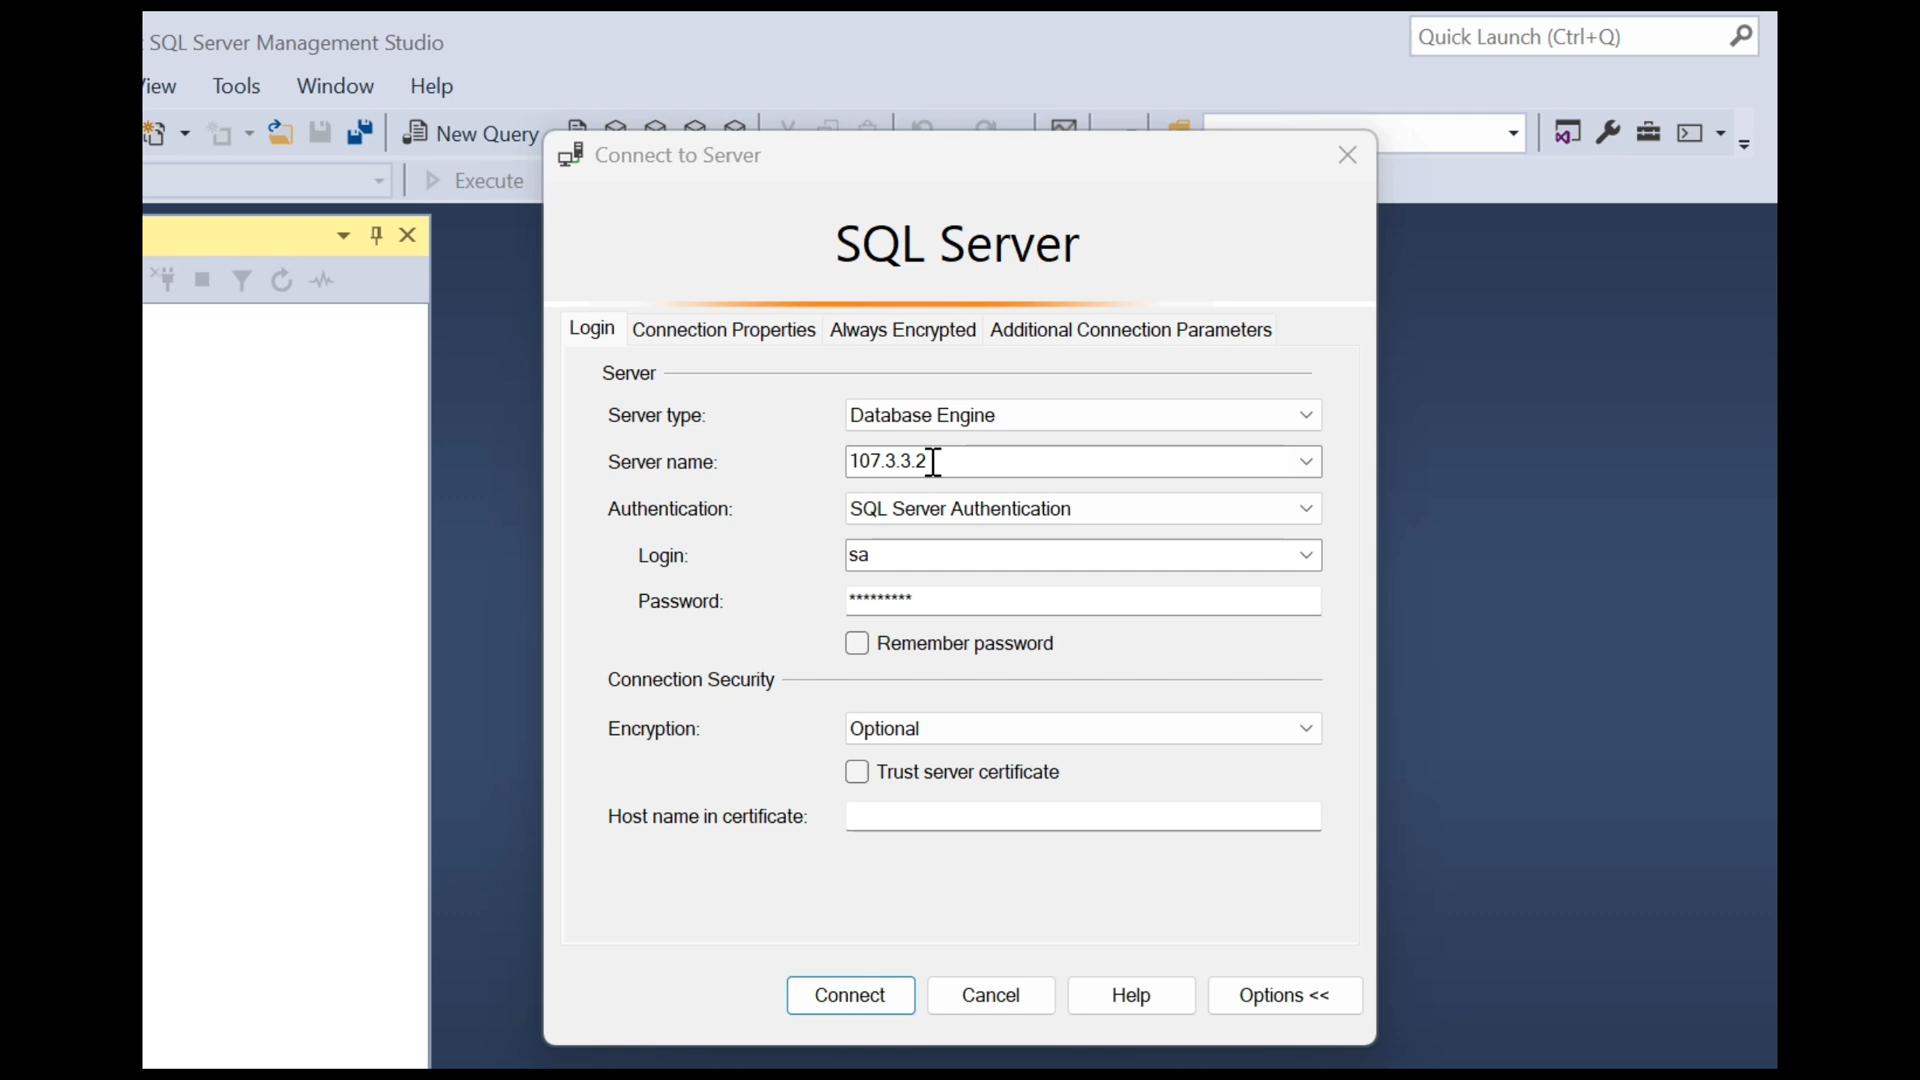 SQL Server Management Studio
Quick Launch (Ctrl+Q)
Tools Window Help
New Query
Execute
Connect to Server
SQL Server
Login Connection Properties Always Encrypted Additional Connection Parameters
Server
Server type: Database Engine
Server name: 107.3.3.2
Authentication: SQL Server Authentication
Login: sa
Password: *********
Remember password
Connection Security
Encryption: Optional
Trust server certificate
Host name in certificate:
Connect Cancel Help Options <<